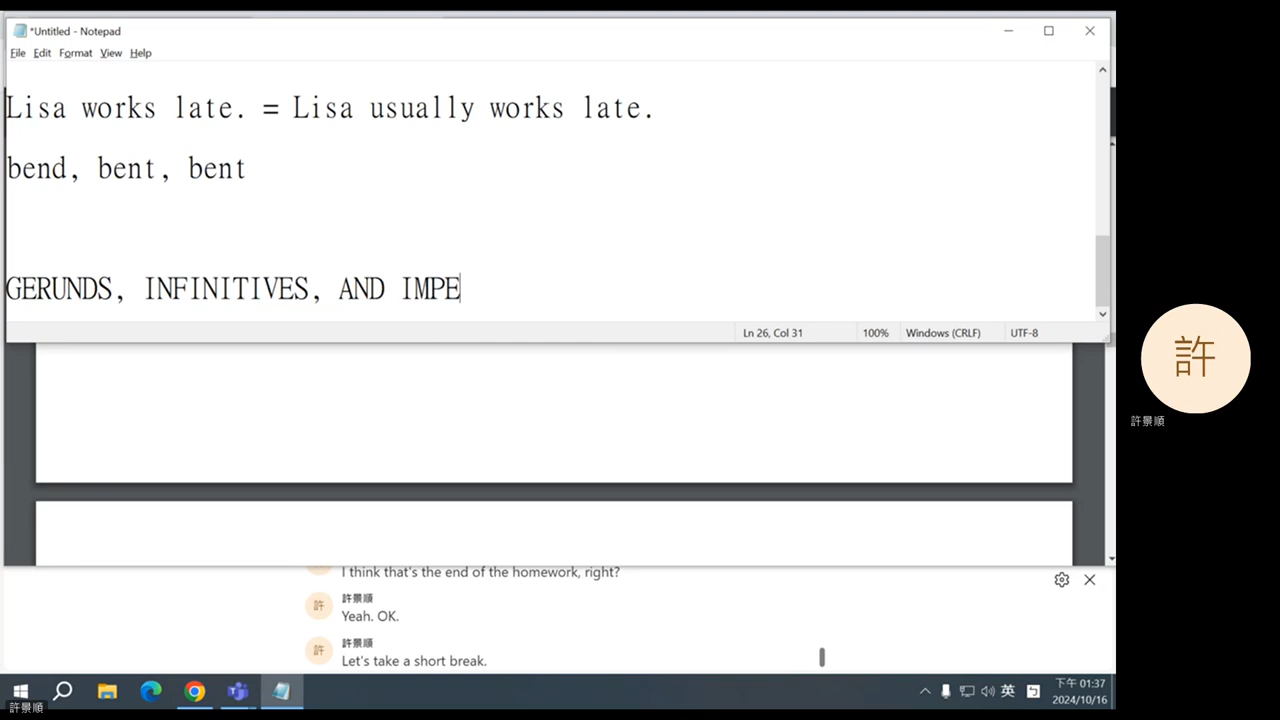 *Untitled - Notepad
File Edit Format View Help
Lisa works late. = Lisa usually works late.
bend, bent, bent
GERUNDS, INFINITIVES, AND IMPE
Ln 26, Col 31 100% Windows (CRLF) UTF-8
許
許景順
I think that's the end of the homework, right?
許景順
許
Yeah. OK.
許景順
許
Let's take a short break.
英
下午 01:37
2024/10/16
許景順